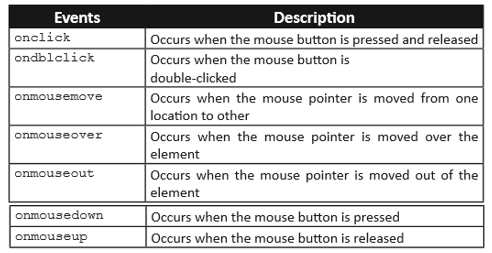 Events Description
onclick Occurs when the mouse button is pressed and released
ondblclick Occurs when the mouse button is
double-clicked
onmousemove Occurs when the mouse pointer is moved from one
location to other
onmouseover Occurs when the mouse pointer is moved over the
element
onmouseout Occurs when the mouse pointer is moved out of the
element
onmousedown Occurs when the mouse button is pressed
onmouseup Occurs when the mouse button is released